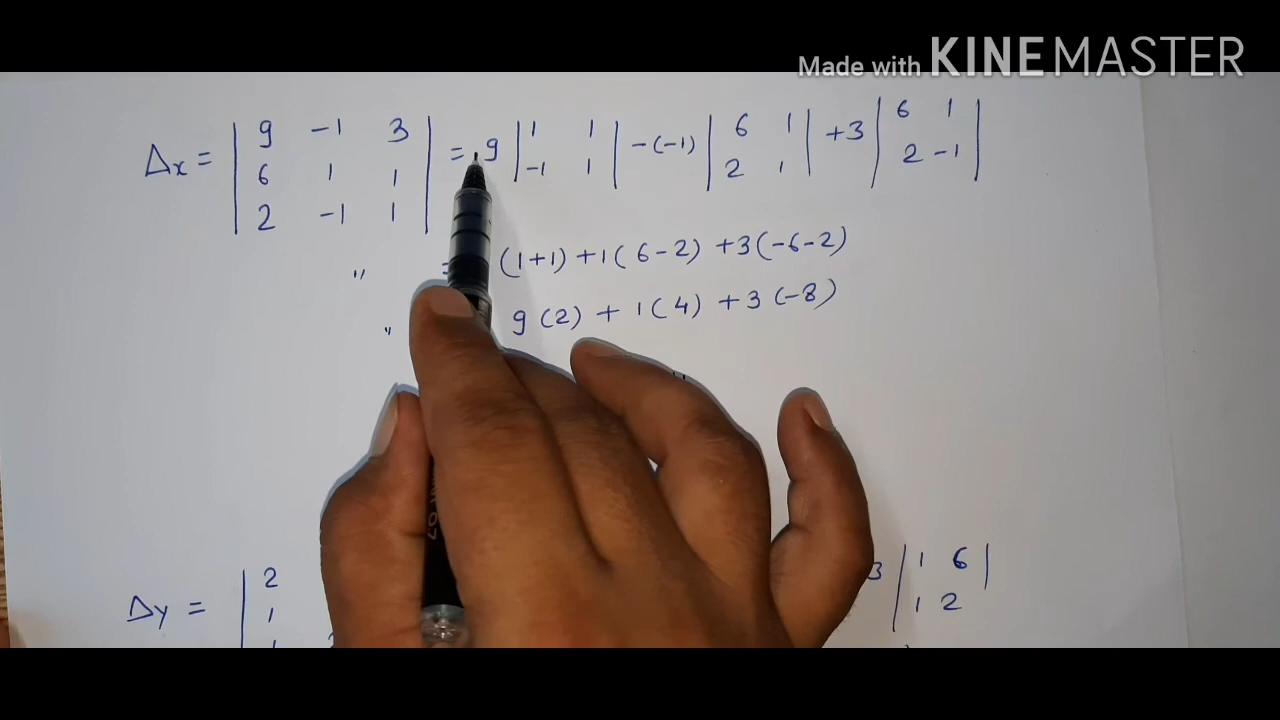 Made with KINEMASTER
Δx = | 9 -1 3 | = 9 | 1 1 | -(-1) | 6 1 | +3 | 6 1 |
| 6 1 1 | | -1 1 | | 2 1 | | 2 -1 |
| 2 -1 1 |
" = (1+1) +1(6-2) +3(-6-2)
" 9(2) + 1(4) +3(-8)
Δy = | 2 3 | 1 6 |
| 1 | 1 2